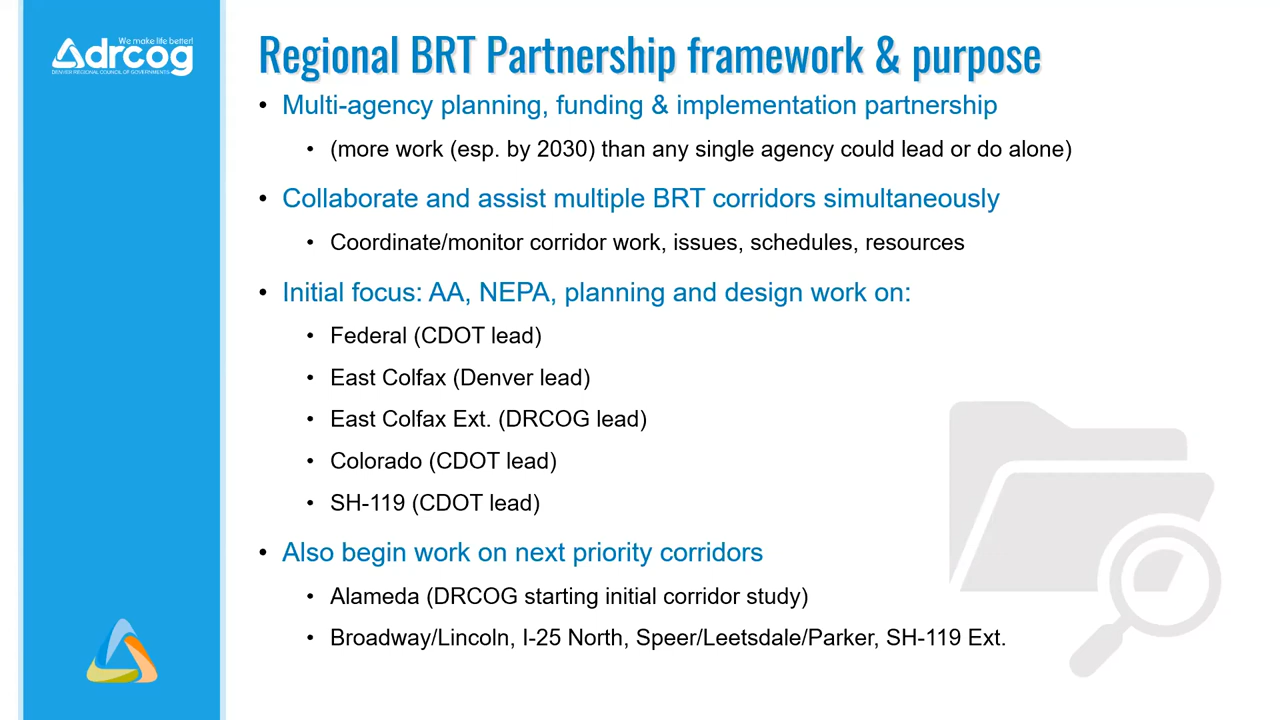 We make life better!
drcog
DENVER REGIONAL COUNCIL OF GOVERNMENTS
Regional BRT Partnership framework & purpose
• Multi-agency planning, funding & implementation partnership
• (more work (esp. by 2030) than any single agency could lead or do alone)
• Collaborate and assist multiple BRT corridors simultaneously
• Coordinate/monitor corridor work, issues, schedules, resources
• Initial focus: AA, NEPA, planning and design work on:
• Federal (CDOT lead)
• East Colfax (Denver lead)
• East Colfax Ext. (DRCOG lead)
• Colorado (CDOT lead)
• SH-119 (CDOT lead)
• Also begin work on next priority corridors
• Alameda (DRCOG starting initial corridor study)
• Broadway/Lincoln, I-25 North, Speer/Leetsdale/Parker, SH-119 Ext.